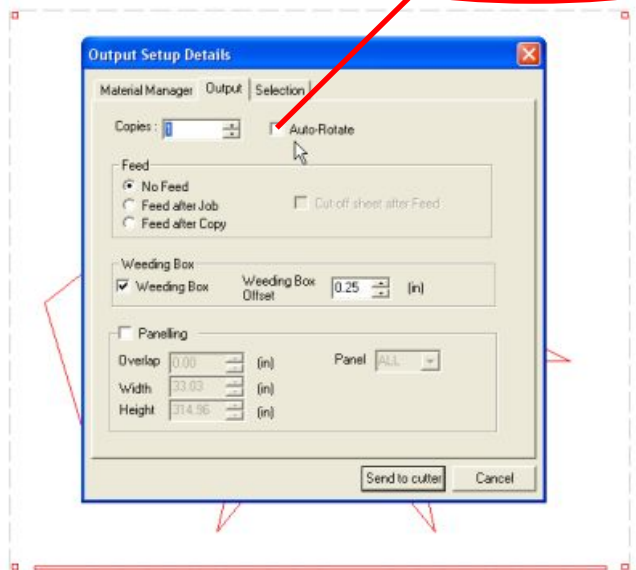 Output Setup Details
Material Manager Output Selection
Copies : 1 Auto-Rotate
Feed
No Feed
Feed after Job Cut off sheet after Feed
Feed after Copy
Weeding Box
Weeding Box Weeding Box Offset 0.25 (in)
Panelling
Overlap 0.00 (in) Panel ALL
Width 33.03 (in)
Height 314.96 (in)
Send to cutter Cancel